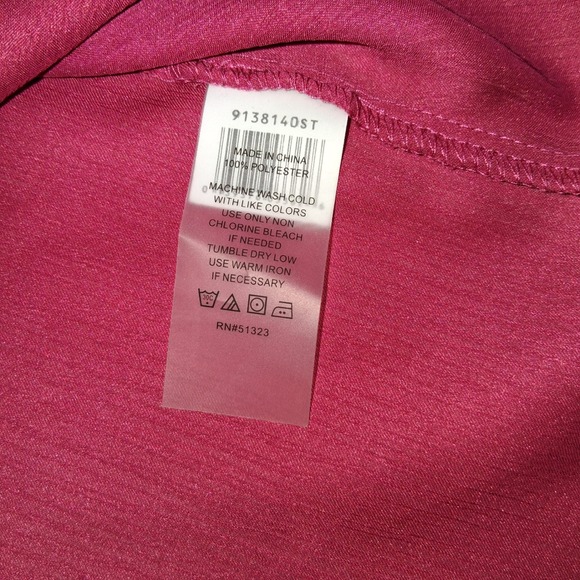 9138140ST
MADE IN CHINA
100% POLYESTER
MACHINE WASH COLD
WITH LIKE COLORS
USE ONLY NON
CHLORINE BLEACH
IF NEEDED
TUMBLE DRY LOW
USE WARM IRON
IF NECESSARY
30C
RN#51323